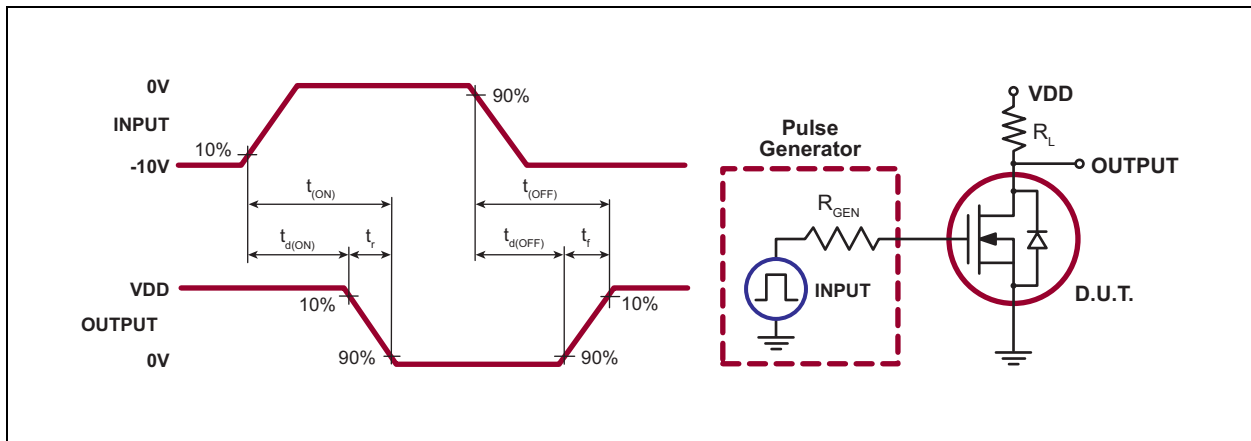 0V
90%
INPUT
10%
-10V
t(ON)
t(OFF)
td(ON)
tr
td(OFF)
tf
VDD
10%
10%
OUTPUT
90%
90%
0V
VDD
RL
Pulse
Generator
OUTPUT
RGEN
INPUT
D.U.T.